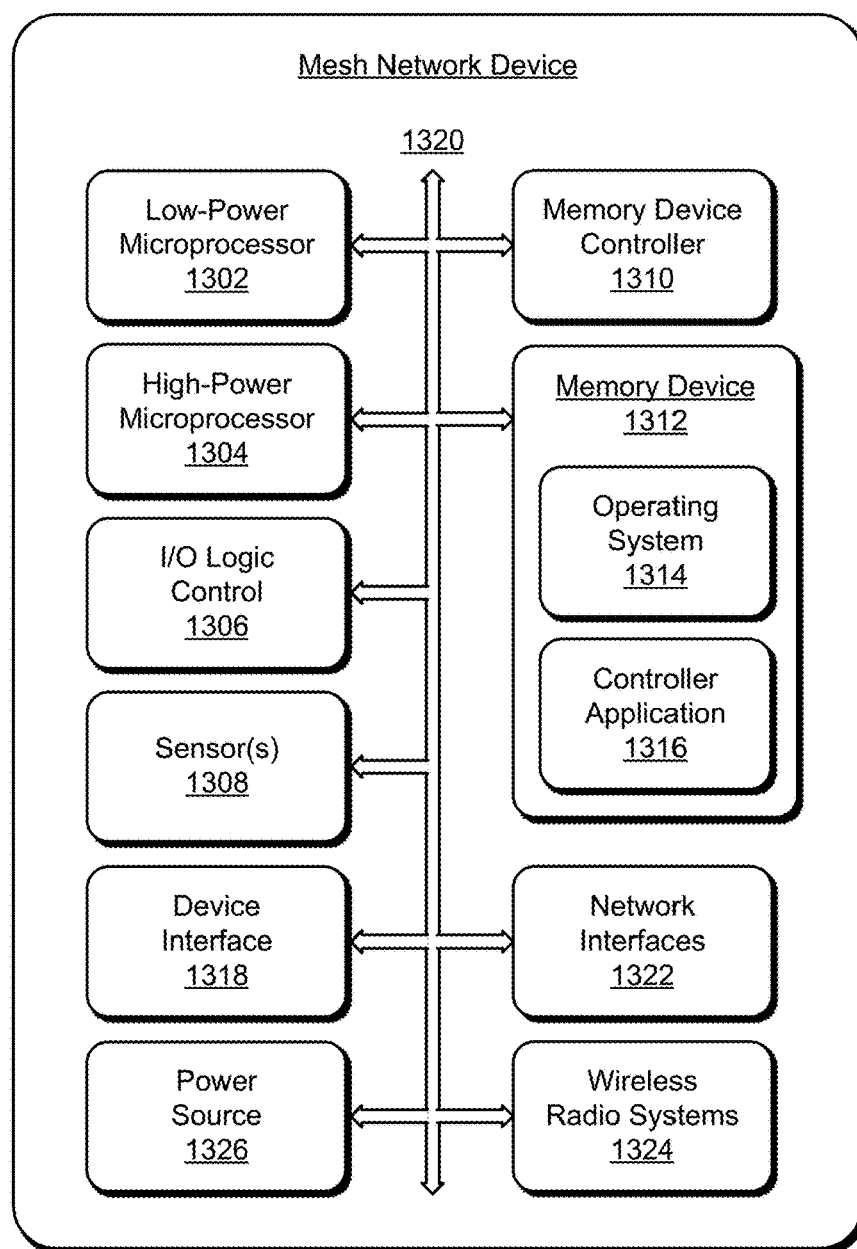 Mesh Network Device
1320
Low-Power
Microprocessor
1302
Memory Device
Controller
1310
High-Power
Microprocessor
1304
Memory Device
1312
Operating
System
1314
I/O Logic
Control
1306
Controller
Application
1316
Sensor(s)
1308
Device
Interface
1318
Network
Interfaces
1322
Power
Source
1326
Wireless
Radio Systems
1324